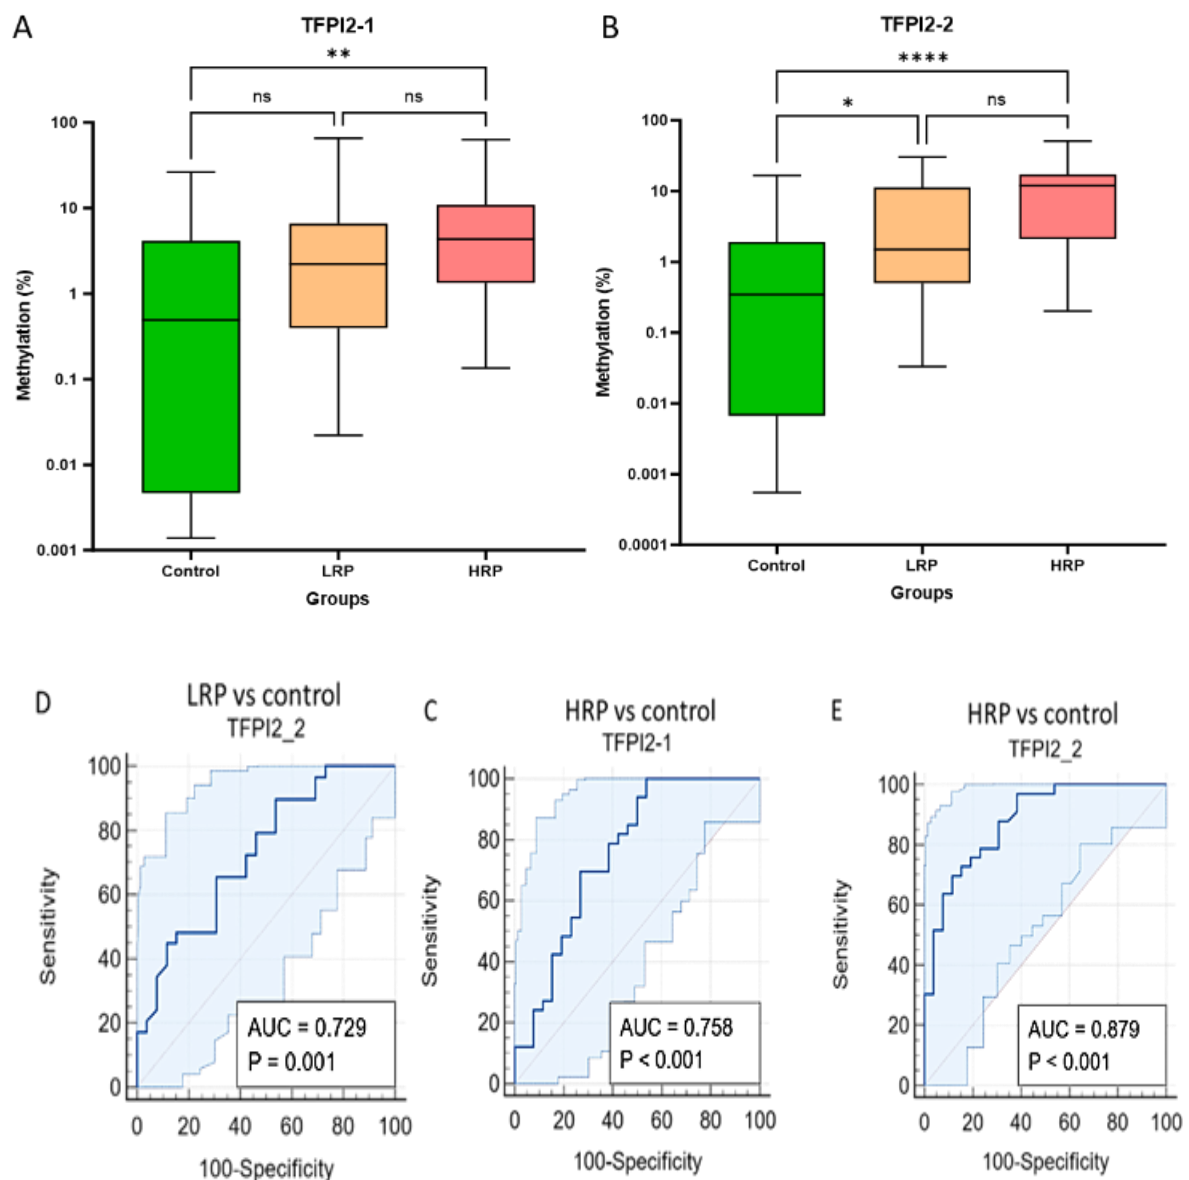 A
TFPI2-1
**
ns
ns
Methylation (%)
100
10
1
0.1
0.01
0.001
Control
LRP
HRP
Groups
B
TFPI2-2
****
*
ns
Methylation (%)
100
10
1
0.1
0.01
0.001
0.0001
Control
LRP
HRP
Groups
D
LRP vs control
TFPI2_2
Sensitivity
100
80
60
40
20
0
AUC = 0.729
P = 0.001
0 20 40 60 80 100
100-Specificity
C
HRP vs control
TFPI2-1
Sensitivity
100
80
60
40
20
0
AUC = 0.758
P < 0.001
0 20 40 60 80 100
100-Specificity
E
HRP vs control
TFPI2_2
Sensitivity
100
80
60
40
20
0
AUC = 0.879
P < 0.001
0 20 40 60 80 100
100-Specificity